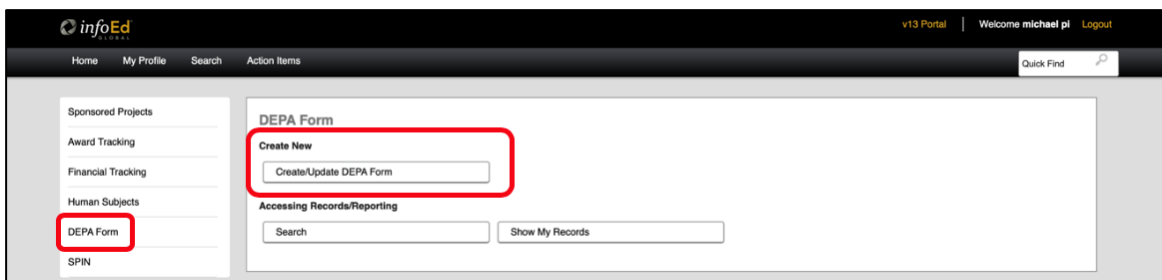 infoEd
GLOBAL
v13 Portal | Welcome michael pi Logout
Home My Profile Search Action Items
Quick Find
Sponsored Projects
Award Tracking
Financial Tracking
Human Subjects
DEPA Form
SPIN
DEPA Form
Create New
Create/Update DEPA Form
Accessing Records/Reporting
Search Show My Records